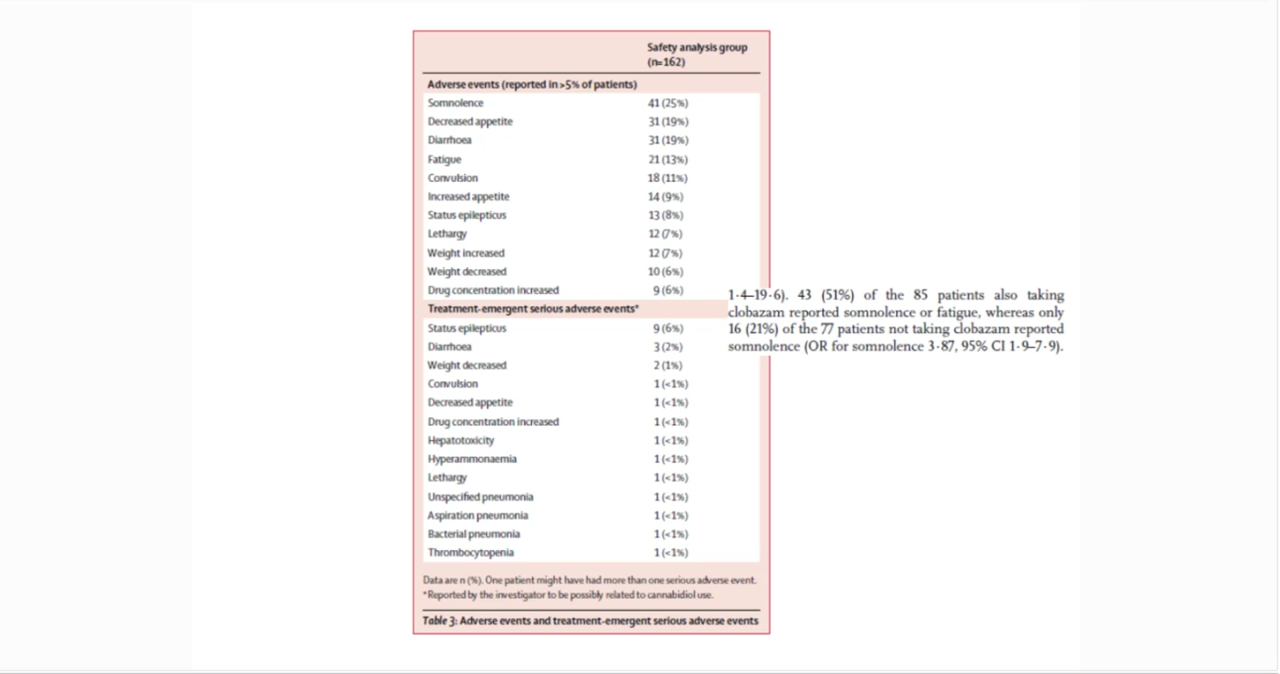 Safety analysis group
(n=162)
Adverse events (reported in >5% of patients)
Somnolence 41 (25%)
Decreased appetite 31 (19%)
Diarrhoea 31 (19%)
Fatigue 21 (13%)
Convulsion 18 (11%)
Increased appetite 14 (9%)
Status epilepticus 13 (8%)
Lethargy 12 (7%)
Weight increased 12 (7%)
Weight decreased 10 (6%)
Drug concentration increased 9 (6%)
Treatment-emergent serious adverse events*
Status epilepticus 9 (6%)
Diarrhoea 3 (2%)
Weight decreased 2 (1%)
Convulsion 1 (<1%)
Decreased appetite 1 (<1%)
Drug concentration increased 1 (<1%)
Hepatotoxicity 1 (<1%)
Hyperammonaemia 1 (<1%)
Lethargy 1 (<1%)
Unspecified pneumonia 1 (<1%)
Aspiration pneumonia 1 (<1%)
Bacterial pneumonia 1 (<1%)
Thrombocytopenia 1 (<1%)
Data are n (%). One patient might have had more than one serious adverse event.
*Reported by the investigator to be possibly related to cannabidiol use.
Table 3: Adverse events and treatment-emergent serious adverse events
1·4–19·6). 43 (51%) of the 85 patients also taking
clobazam reported somnolence or fatigue, whereas only
16 (21%) of the 77 patients not taking clobazam reported
somnolence (OR for somnolence 3·87, 95% CI 1·9–7·9).